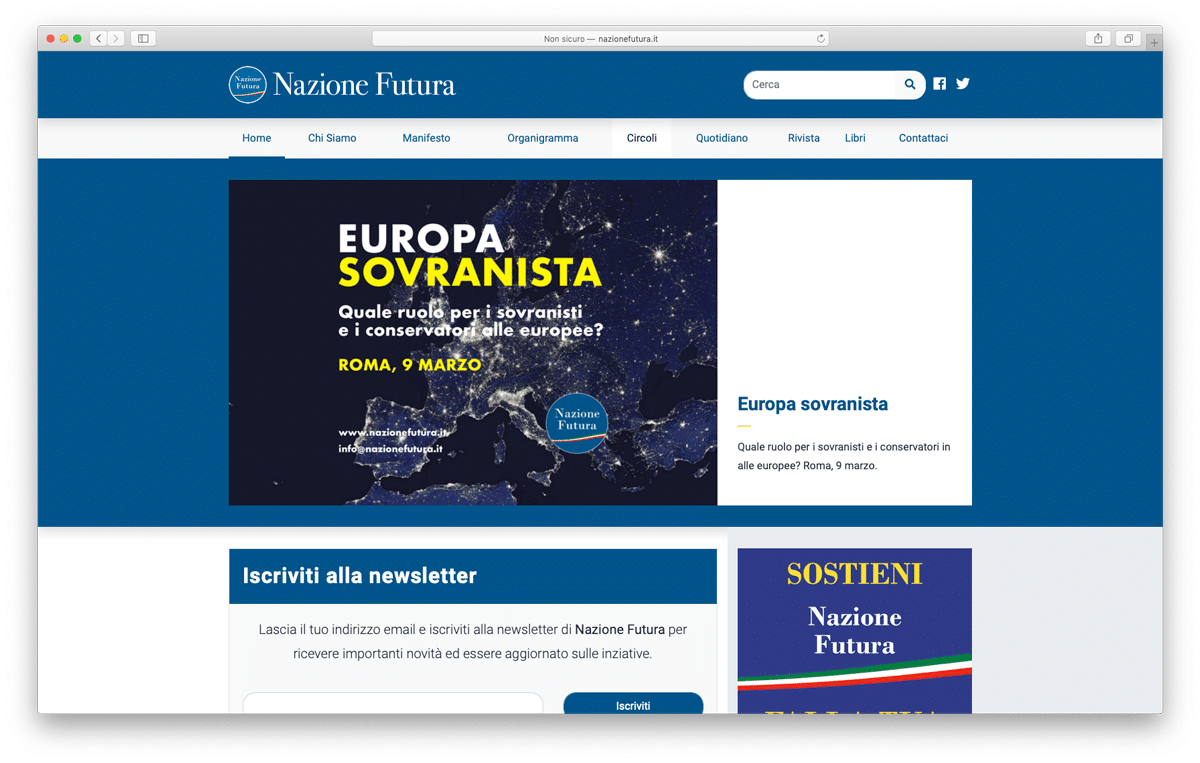 Non sicuro — nazionefutura.it
Nazione
Futura
Nazione Futura
Cerca
Home
Chi Siamo
Manifesto
Organigramma
Circoli
Quotidiano
Rivista
Libri
Contattaci
EUROPA
SOVRANISTA
Quale ruolo per i sovranisti
e i conservatori alle europee?
ROMA, 9 MARZO
Nazione
Futura
www.nazionefutura.it
info@nazionefutura.it
Europa sovranista
Quale ruolo per i sovranisti e i conservatori in
alle europee? Roma, 9 marzo.
Iscriviti alla newsletter
Lascia il tuo indirizzo email e iscriviti alla newsletter di Nazione Futura per
ricevere importanti novità ed essere aggiornato sulle inziative.
Iscriviti
SOSTIENI
Nazione
Futura